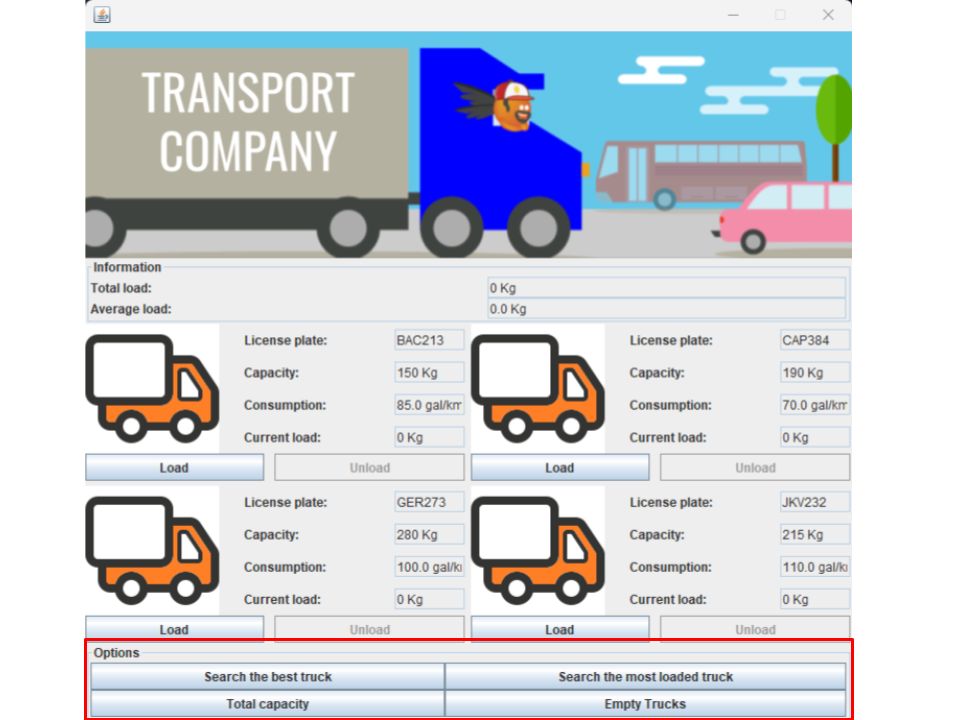 TRANSPORT
COMPANY
Information
Total load: 0 Kg
Average load: 0.0 Kg
License plate: BAC213 License plate: CAP384
Capacity: 150 Kg Capacity: 190 Kg
Consumption: 85.0 gal/km Consumption: 70.0 gal/km
Current load: 0 Kg Current load: 0 Kg
Load Unload Load Unload
License plate: GER273 License plate: JKV232
Capacity: 280 Kg Capacity: 215 Kg
Consumption: 100.0 gal/k Consumption: 110.0 gal/k
Current load: 0 Kg Current load: 0 Kg
Load Unload Load Unload
Options
Search the best truck Search the most loaded truck
Total capacity Empty Trucks